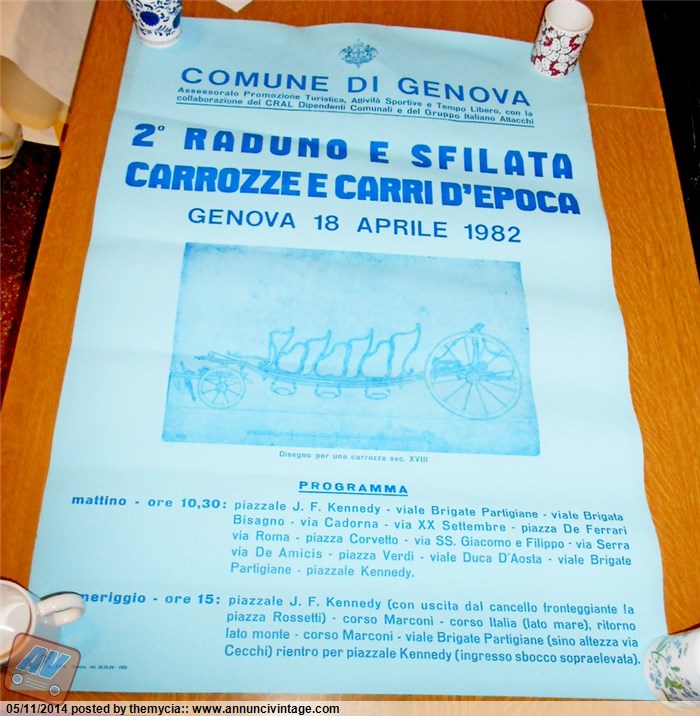 COMUNE DI GENOVA
Assessorato Promozione Turistica, Attività Sportive e Tempo Libero, con la
collaborazione del CRAL Dipendenti Comunali e del Gruppo Italiano Attacchi
2° RADUNO E SFILATA
CARROZZE E CARRI D'EPOCA
GENOVA 18 APRILE 1982
Disegno per una carrozza sec. XVIII
PROGRAMMA
mattino - ore 10,30: piazzale J. F. Kennedy - viale Brigate Partigiane - viale Brigata
Bisagno - via Cadorna - via XX Settembre - piazza De Ferrari
via Roma - piazza Corvetto - via SS. Giacomo e Filippo - via Serra
via De Amicis - piazza Verdi - viale Duca D'Aosta - viale Brigate
Partigiane - piazzale Kennedy.
meriggio - ore 15: piazzale J. F. Kennedy (con uscita dal cancello fronteggiante la
piazza Rossetti) - corso Marconi - corso Italia (lato mare), ritorno
lato monte - corso Marconi - viale Brigate Partigiane (sino altezza via
Cecchi) rientro per piazzale Kennedy (ingresso sbocco sopraelevata).
AV
05/11/2014 posted by themycia:: www.annuncivintage.com